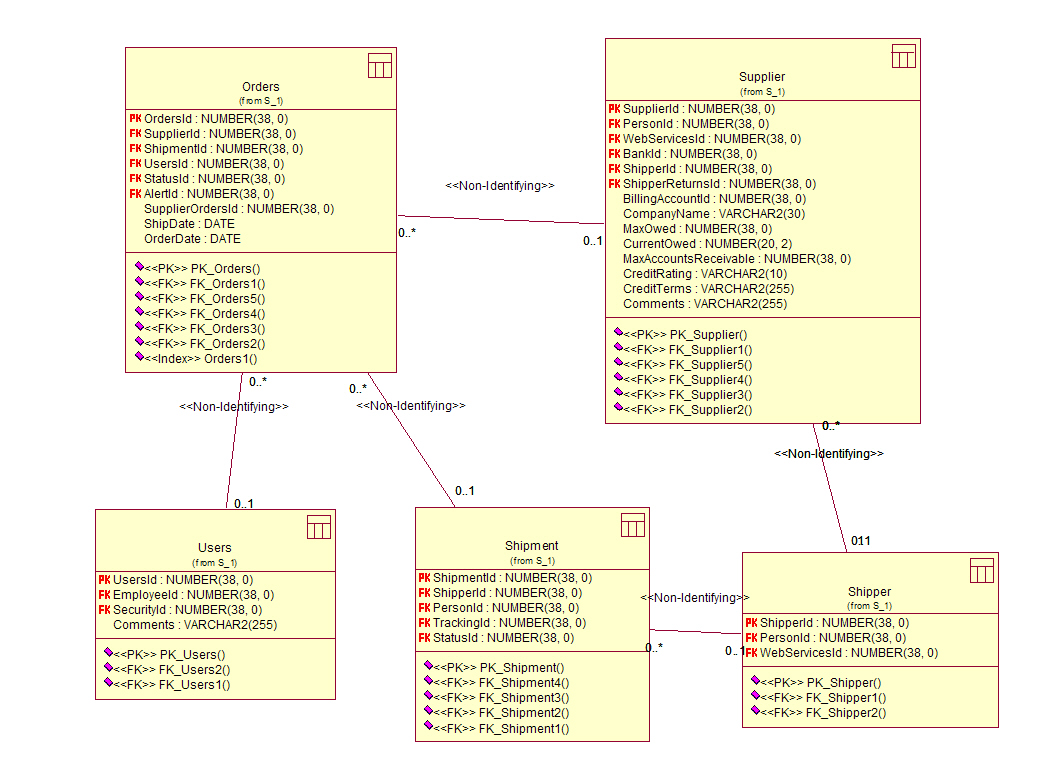 Orders
(from S_1)
PK OrdersId : NUMBER(38, 0)
FK SupplierId : NUMBER(38, 0)
FK ShipmentId : NUMBER(38, 0)
FK UsersId : NUMBER(38, 0)
FK StatusId : NUMBER(38, 0)
FK AlertId : NUMBER(38, 0)
SupplierOrdersId : NUMBER(38, 0)
ShipDate : DATE
OrderDate : DATE
<<PK>> PK_Orders()
<<FK>> FK_Orders1()
<<FK>> FK_Orders5()
<<FK>> FK_Orders4()
<<FK>> FK_Orders3()
<<FK>> FK_Orders2()
<<Index>> Orders1()
<<Non-Identifying>>
0..*
0..1
Supplier
(from S_1)
PK SupplierId : NUMBER(38, 0)
FK PersonId : NUMBER(38, 0)
FK WebServicesId : NUMBER(38, 0)
FK BankId : NUMBER(38, 0)
FK ShipperId : NUMBER(38, 0)
FK ShipperReturnsId : NUMBER(38, 0)
BillingAccountId : NUMBER(38, 0)
CompanyName : VARCHAR2(30)
MaxOwed : NUMBER(38, 0)
CurrentOwed : NUMBER(20, 2)
MaxAccountsReceivable : NUMBER(38, 0)
CreditRating : VARCHAR2(10)
CreditTerms : VARCHAR2(255)
Comments : VARCHAR2(255)
<<PK>> PK_Supplier()
<<FK>> FK_Supplier1()
<<FK>> FK_Supplier5()
<<FK>> FK_Supplier4()
<<FK>> FK_Supplier3()
<<FK>> FK_Supplier2()
0..*
<<Non-Identifying>>
0..1
0..*
<<Non-Identifying>>
0..1
0..*
<<Non-Identifying>>
011
Users
(from S_1)
PK UsersId : NUMBER(38, 0)
FK EmployeeId : NUMBER(38, 0)
FK SecurityId : NUMBER(38, 0)
Comments : VARCHAR2(255)
<<PK>> PK_Users()
<<FK>> FK_Users2()
<<FK>> FK_Users1()
Shipment
(from S_1)
PK ShipmentId : NUMBER(38, 0)
FK ShipperId : NUMBER(38, 0)
FK PersonId : NUMBER(38, 0)
FK TrackingId : NUMBER(38, 0)
FK StatusId : NUMBER(38, 0)
<<PK>> PK_Shipment()
<<FK>> FK_Shipment4()
<<FK>> FK_Shipment3()
<<FK>> FK_Shipment2()
<<FK>> FK_Shipment1()
<<Non-Identifying>>
0..*
0..1
Shipper
(from S_1)
PK ShipperId : NUMBER(38, 0)
FK PersonId : NUMBER(38, 0)
FK WebServicesId : NUMBER(38, 0)
<<PK>> PK_Shipper()
<<FK>> FK_Shipper1()
<<FK>> FK_Shipper2()